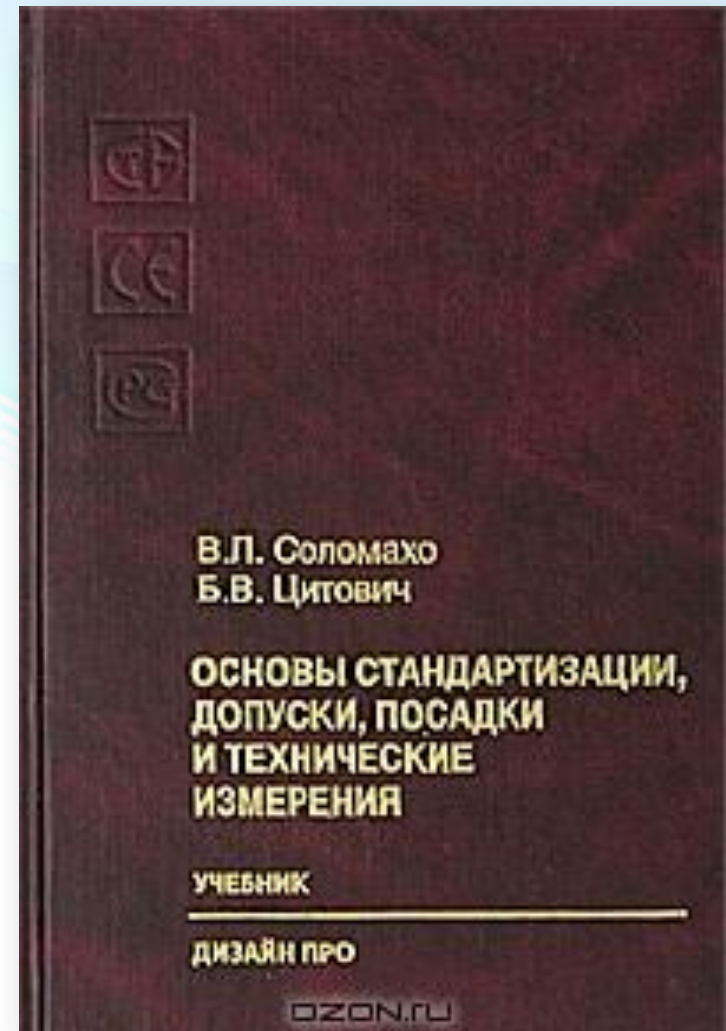 В.Л. Соломахо
Б.В. Цитович
ОСНОВЫ СТАНДАРТИЗАЦИИ,
ДОПУСКИ, ПОСАДКИ
И ТЕХНИЧЕСКИЕ
ИЗМЕРЕНИЯ
УЧЕБНИК
ДИЗАЙН ПРО
OZON.ru